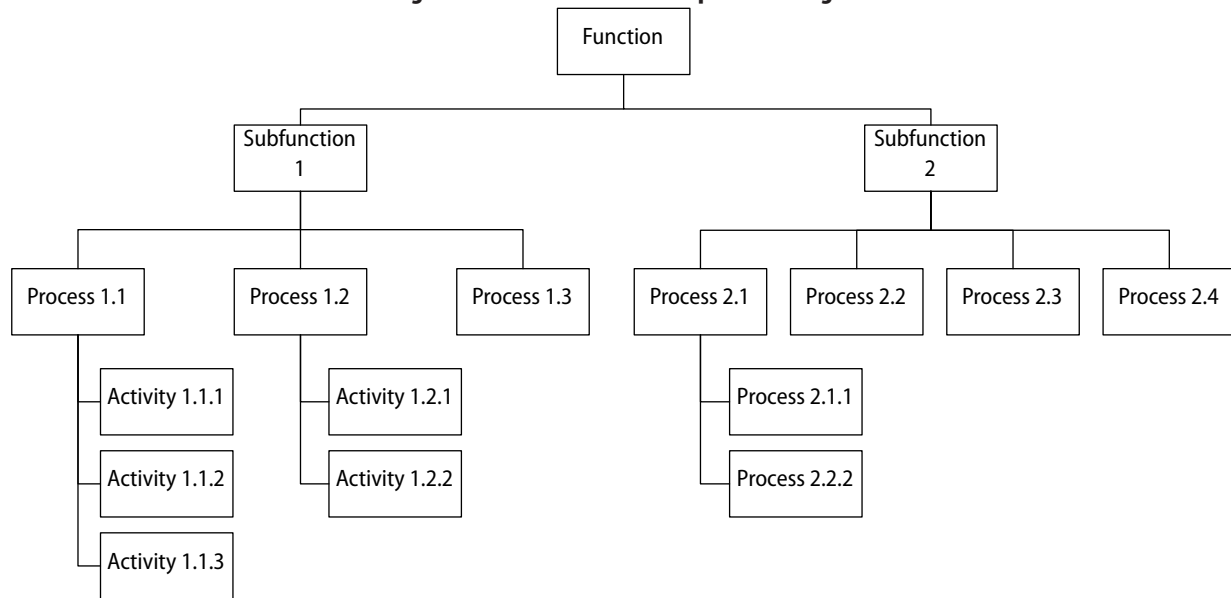 Function
Subfunction
1
Subfunction
2
Process 1.1
Process 1.2
Process 1.3
Process 2.1
Process 2.2
Process 2.3
Process 2.4
Activity 1.1.1
Activity 1.2.1
Process 2.1.1
Activity 1.1.2
Activity 1.2.2
Process 2.2.2
Activity 1.1.3